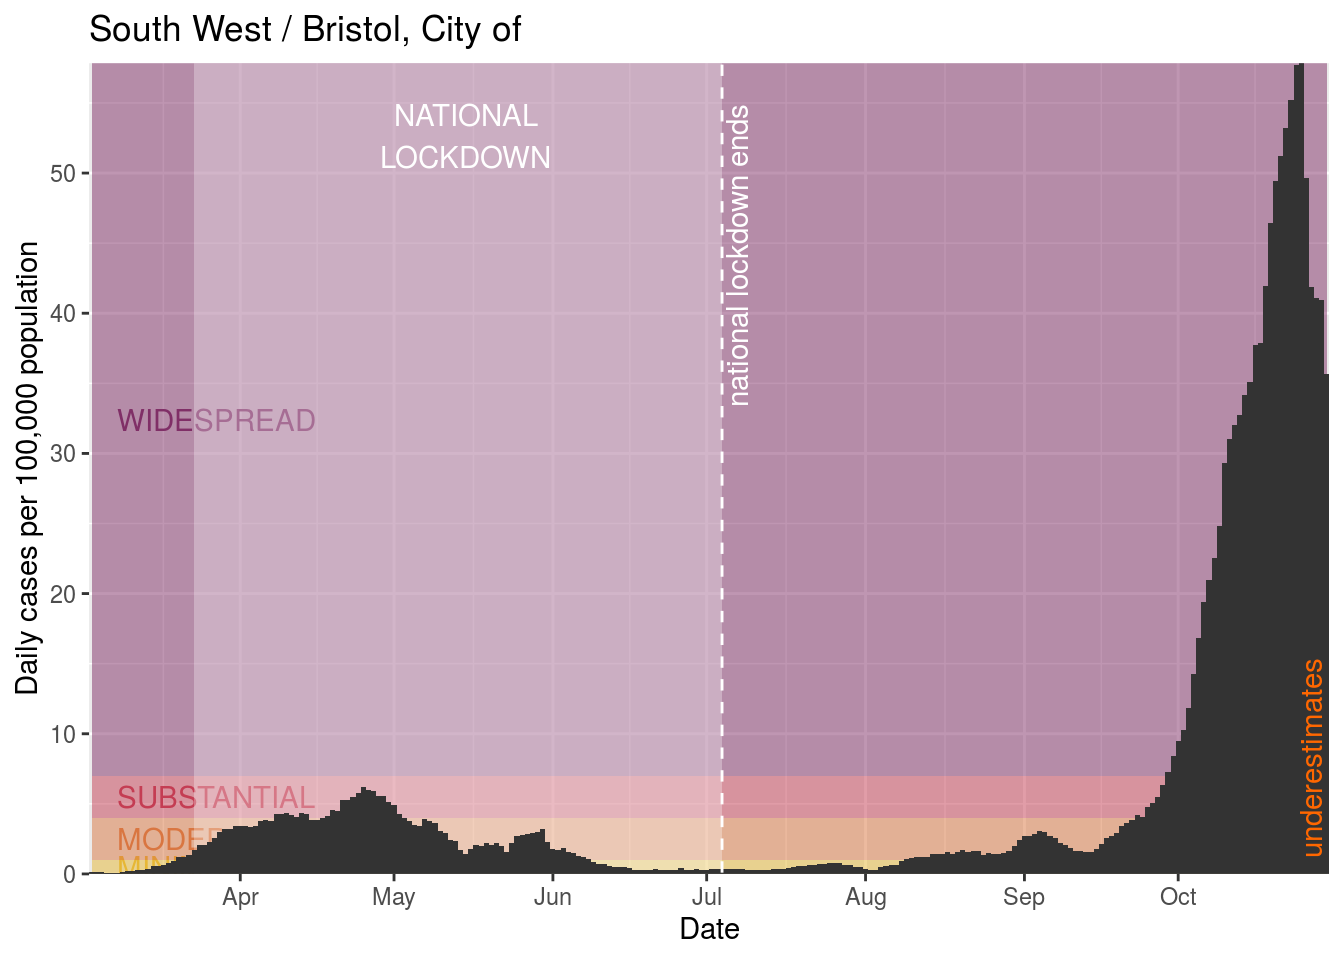 South West / Bristol, City of
NATIONAL
LOCKDOWN
national lockdown ends
WIDESPREAD
SUBSTANTIAL
underestimates
Daily cases per 100,000 population
50
40
30
20
10
0
Apr
May
Jun
Jul
Aug
Sep
Oct
Date